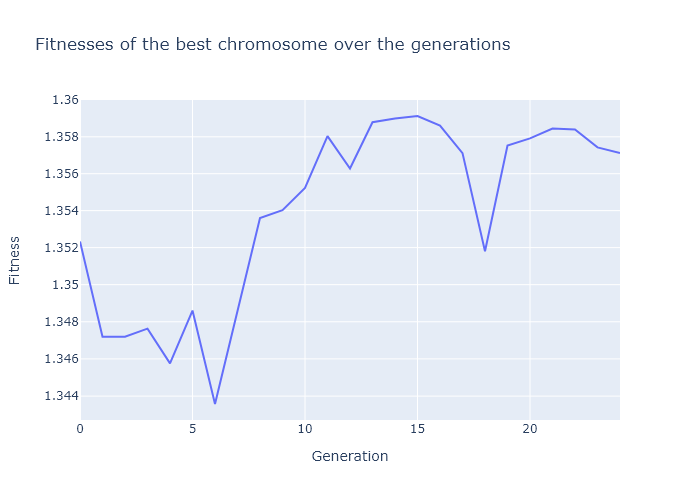 Fitnesses of the best chromosome over the generations
1.36
1.358
1.356
1.354
1.352
1.35
1.348
1.346
1.344
Fitness
0 5 10 15 20
Generation